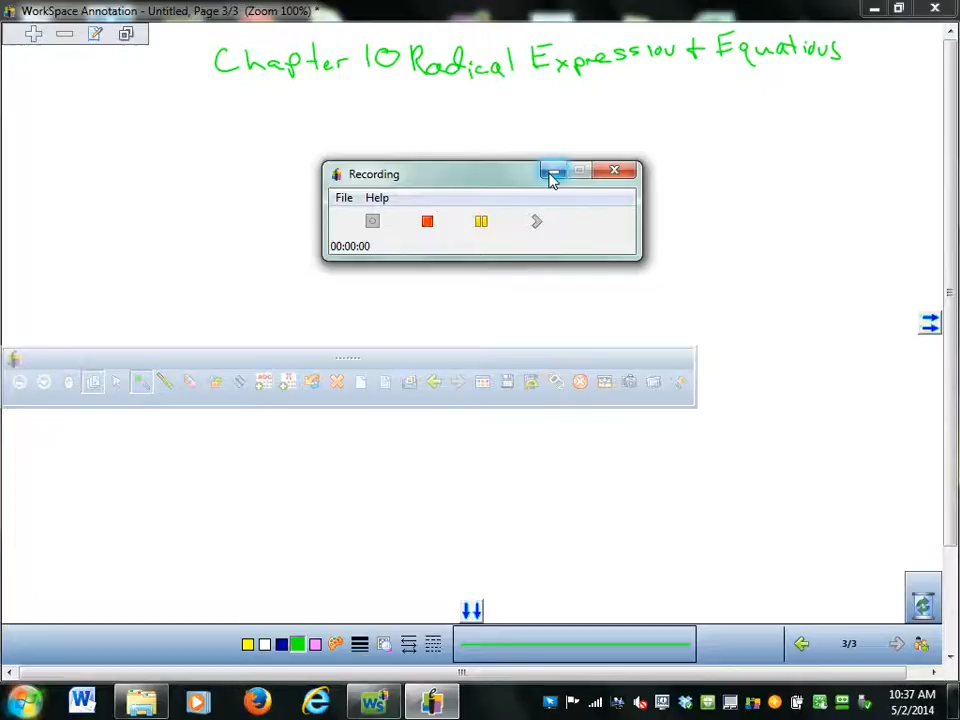 WorkSpace Annotation - Untitled, Page 3/3 (Zoom 100%) *
Chapter 10 Radical Expression + Equations
Recording
File Help
00:00:00
3/3
10:37 AM
5/2/2014